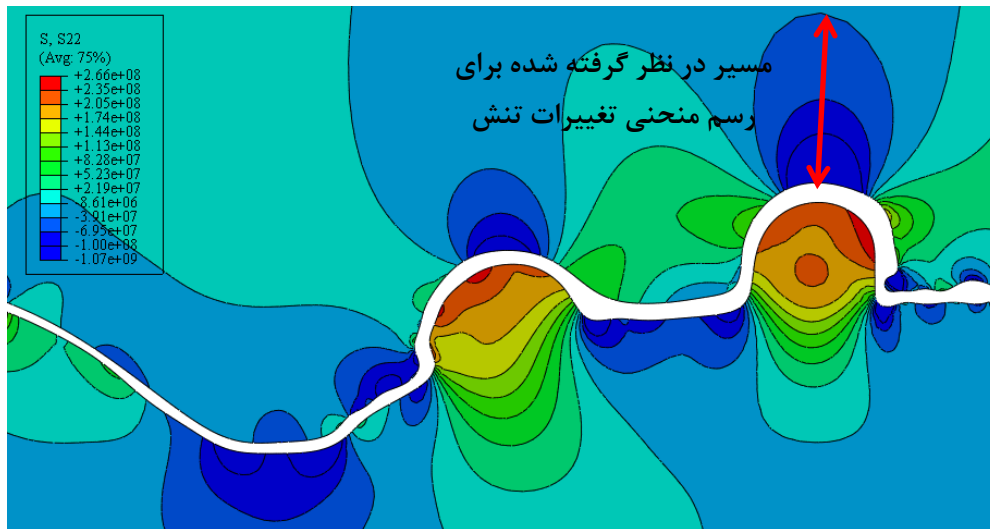 S, S22
(Avg: 75%)
+2.66e+08
+2.35e+08
+2.05e+08
+1.74e+08
+1.44e+08
+1.13e+08
+8.28e+07
+5.23e+07
+2.19e+07
-8.61e+06
-3.91e+07
-6.95e+07
-1.00e+08
-1.07e+09
مسیر در نظر گرفته شده برای
رسم منحنی تغییرات تنش